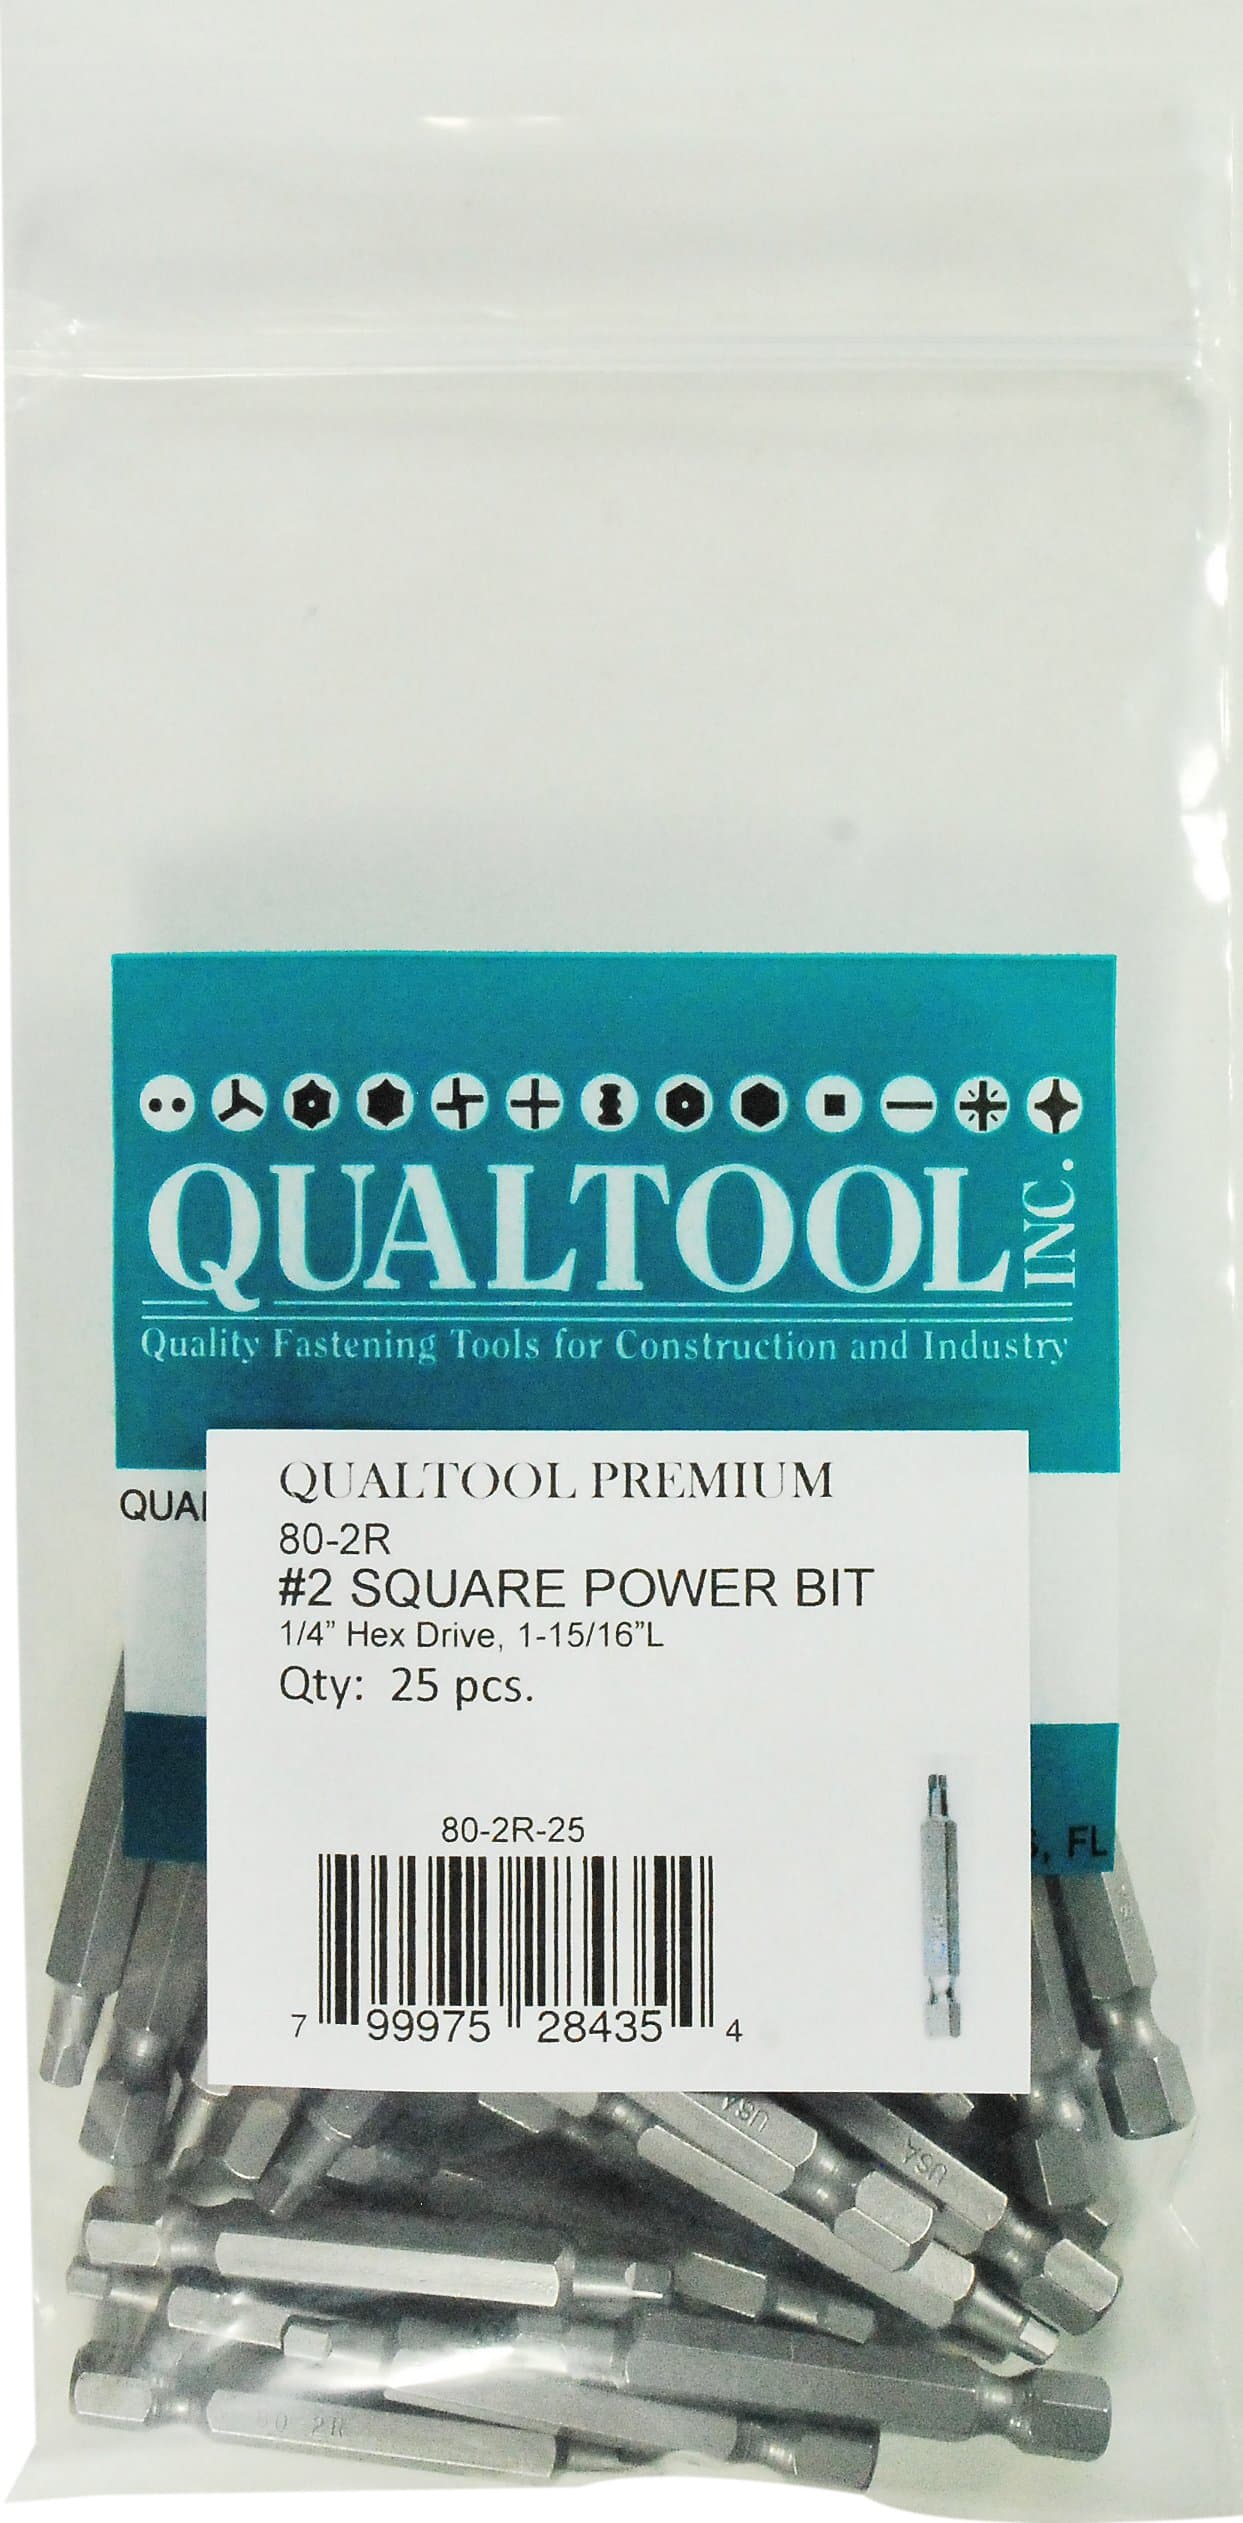 QUALTOOL INC.
Quality Fastening Tools for Construction and Industry
QUALTOOL PREMIUM
80-2R
#2 SQUARE POWER BIT
1/4” Hex Drive, 1-15/16”L
Qty: 25 pcs.
80-2R-25
7 99975 28435 4
FL
USA
USA
80 2R